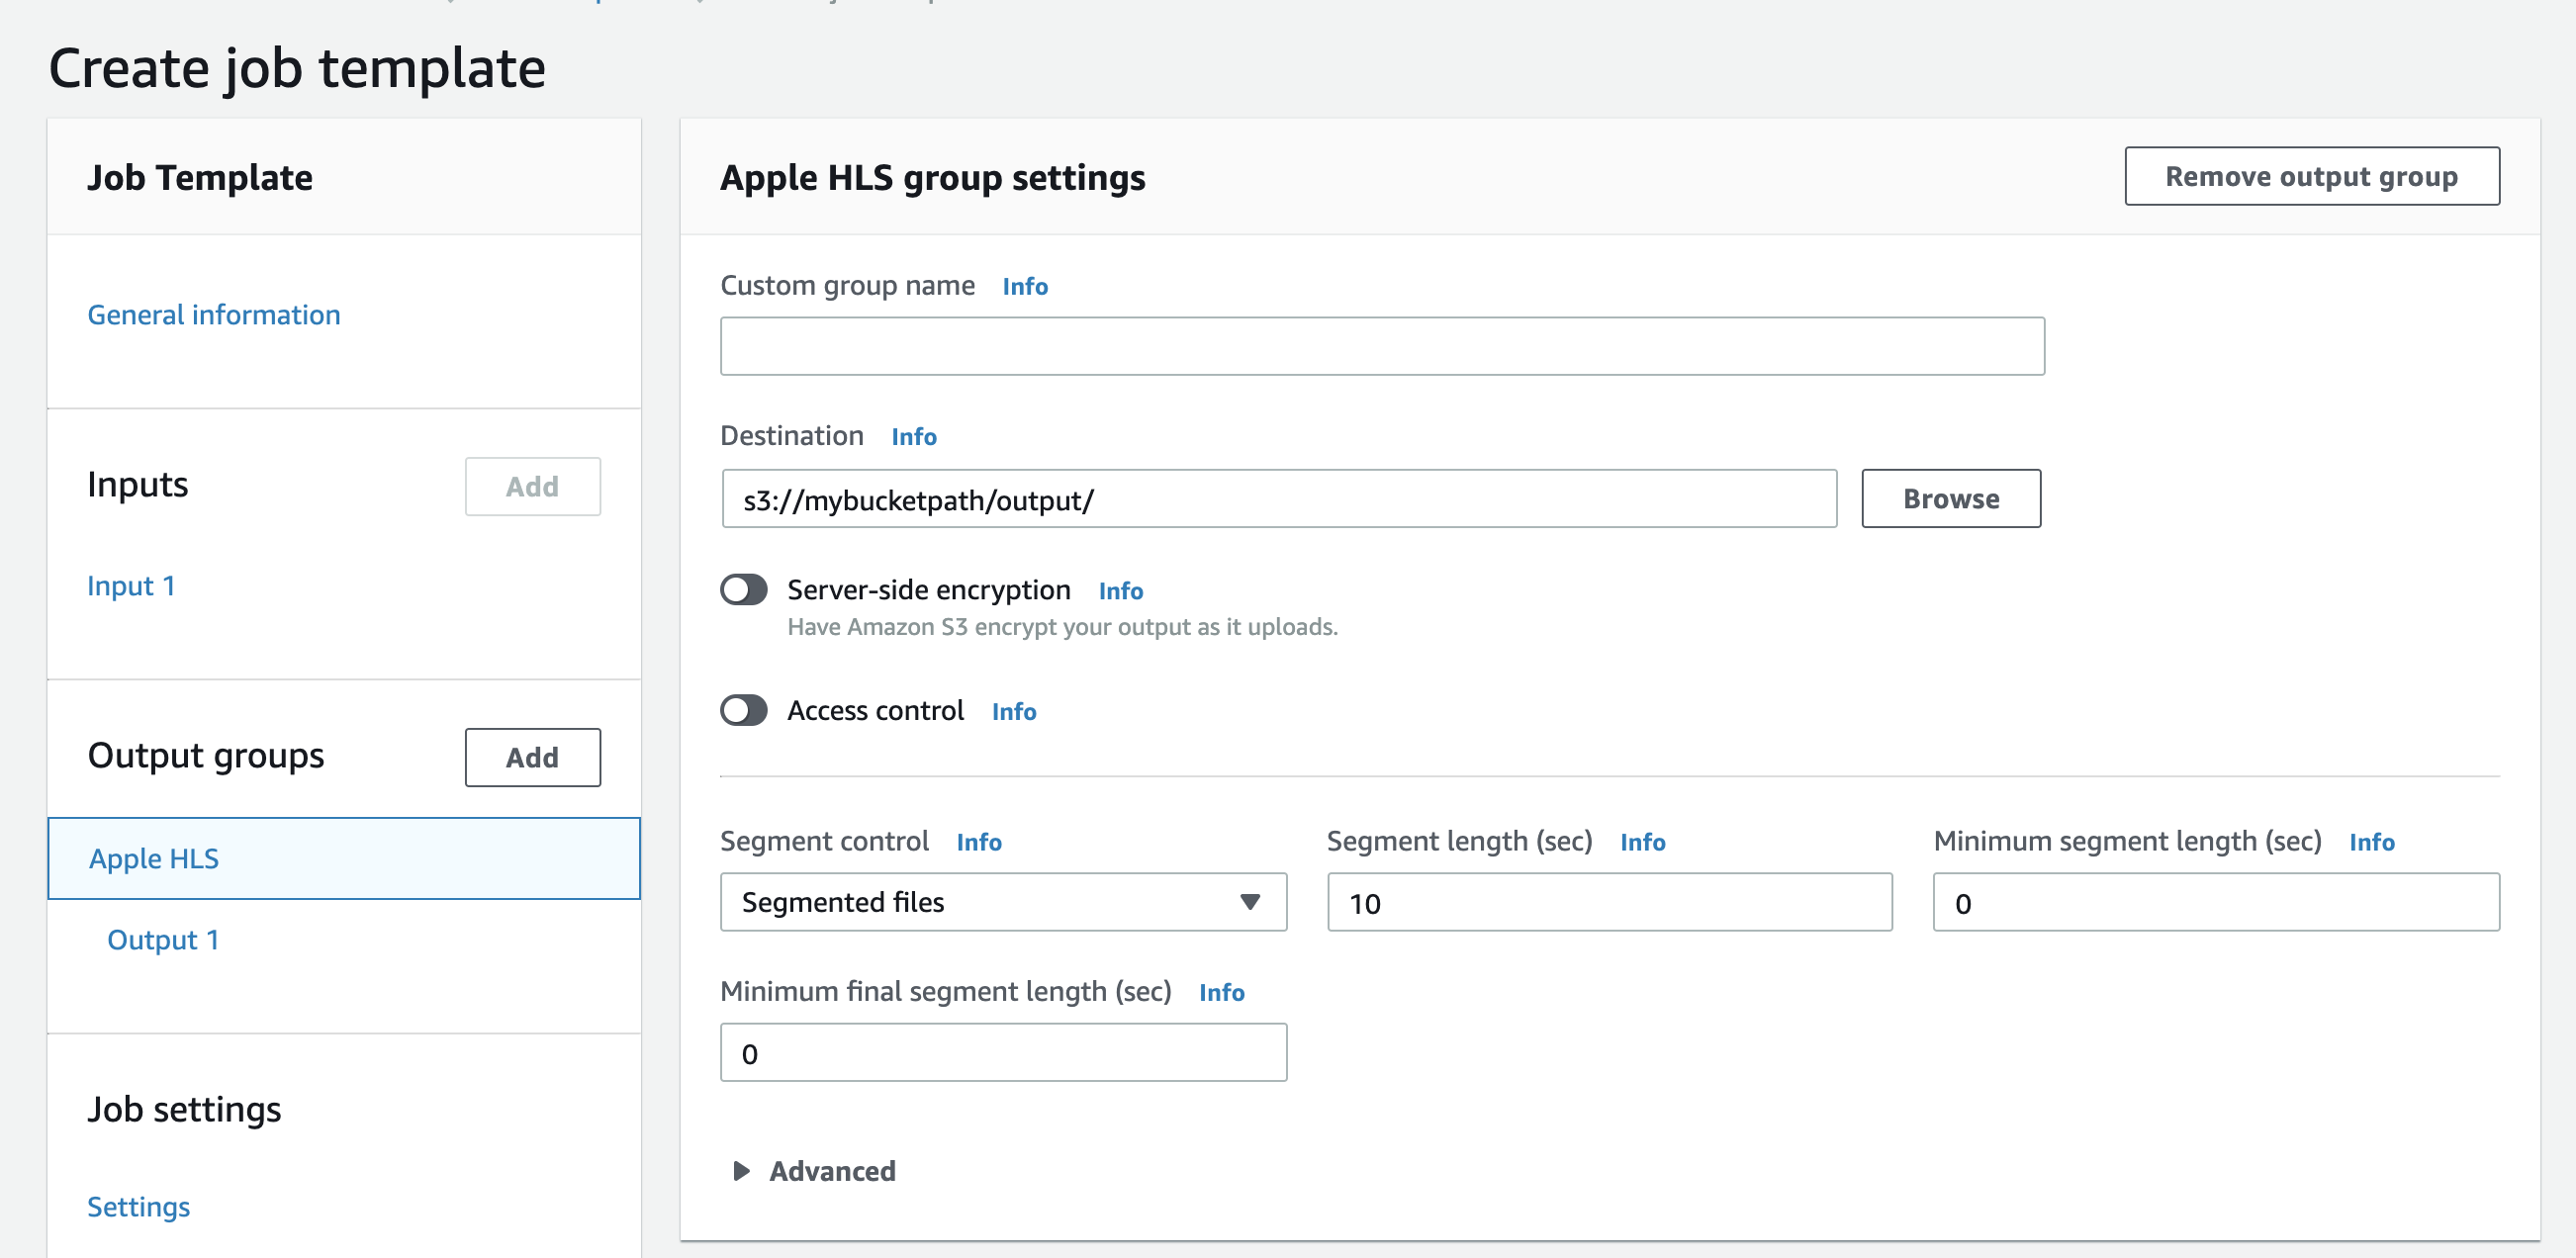 Create job template
Job Template
General information
Inputs
Add
Input 1
Output groups
Add
Apple HLS
Output 1
Job settings
Settings
Apple HLS group settings
Remove output group
Custom group name Info
Destination Info
s3://mybucketpath/output/
Browse
Server-side encryption Info
Have Amazon S3 encrypt your output as it uploads.
Access control Info
Segment control Info
Segmented files
Segment length (sec) Info
10
Minimum segment length (sec) Info
0
Minimum final segment length (sec) Info
0
Advanced